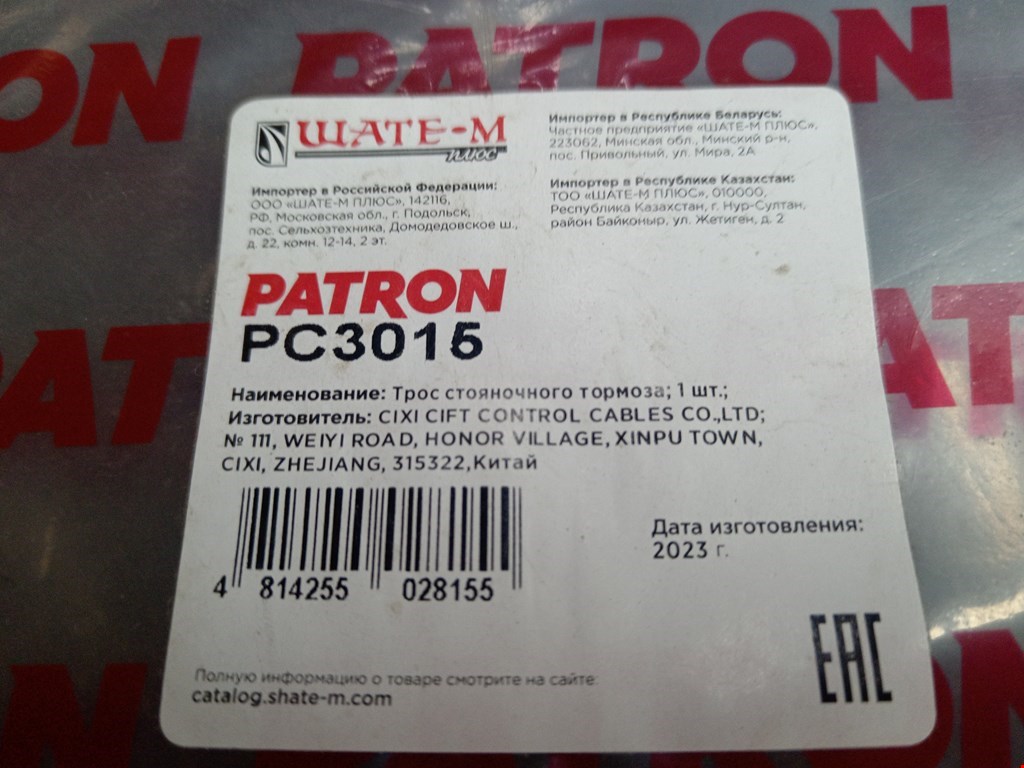 PATRON
ШАТЕ-М
ПЛЮС
Импортер в Российской Федерации:
ООО «ШАТЕ-М ПЛЮС», 142116,
РФ, Московская обл., г. Подольск,
пос. Сельхозтехника, Домодедовское ш.,
д. 22, комн. 12-14, 2 эт.
Импортер в Республике Беларусь:
Частное предприятие «ШАТЕ-М ПЛЮС»,
223062, Минская обл., Минский р-н,
пос. Привольный, ул. Мира, 2А
Импортер в Республике Казахстан:
ТОО «ШАТЕ-М ПЛЮС», 010000,
Республика Казахстан, г. Нур-Султан,
район Байконыр, ул. Жетиген, д. 2
PATRON
PC3015
Наименование: Трос стояночного тормоза; 1 шт.;
Изготовитель: CIXI CIFT CONTROL CABLES CO.,LTD;
№ 111, WEIYI ROAD, HONOR VILLAGE, XINPU TOWN,
CIXI, ZHEJIANG, 315322,Китай
4 814255 028155
Дата изготовления:
2023 г.
EAC
Полную информацию о товаре смотрите на сайте:
catalog.shate-m.com